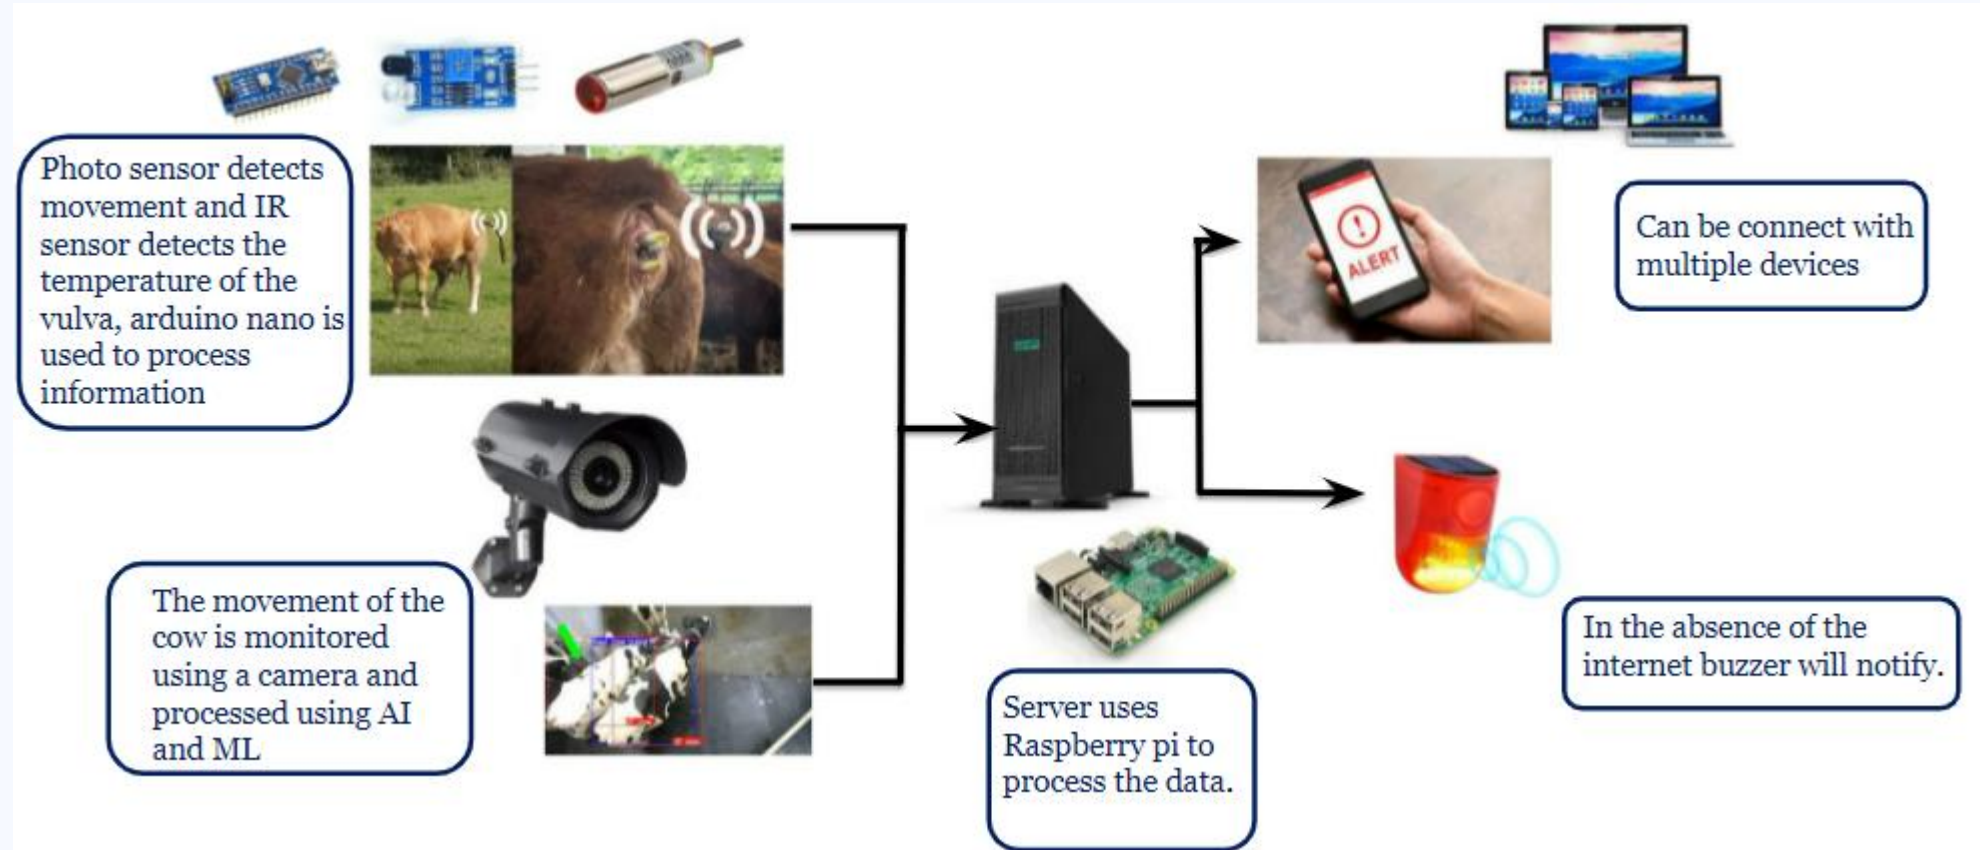 Photo sensor detects
movement and IR
sensor detects the
temperature of the
vulva, arduino nano is
used to process
information
The movement of the
cow is monitored
using a camera and
processed using AI
and ML
Server uses
Raspberry pi to
process the data.
ALERT
Can be connect with
multiple devices
In the absence of the
internet buzzer will notify.